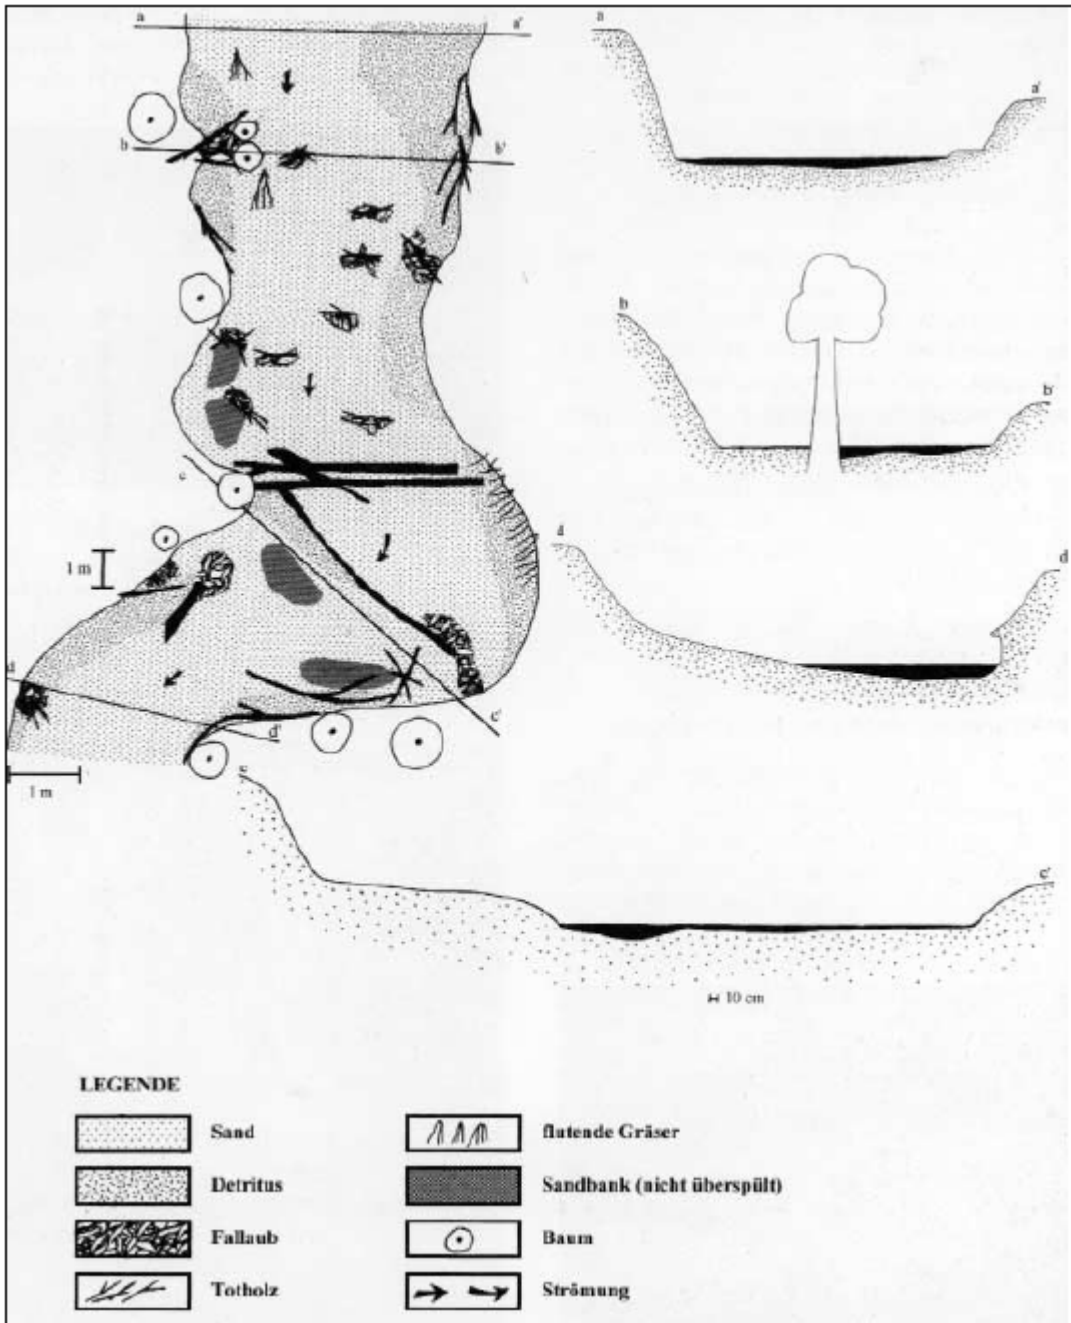 a
a'
a
a'
b
b'
b
b'
c
1 m
d
d
d
d'
c'
1 m
c'
10 cm
LEGENDE
Sand
flutende Gräser
Detritus
Sandbank (nicht überspült)
Fallaub
Baum
Totholz
Strömung